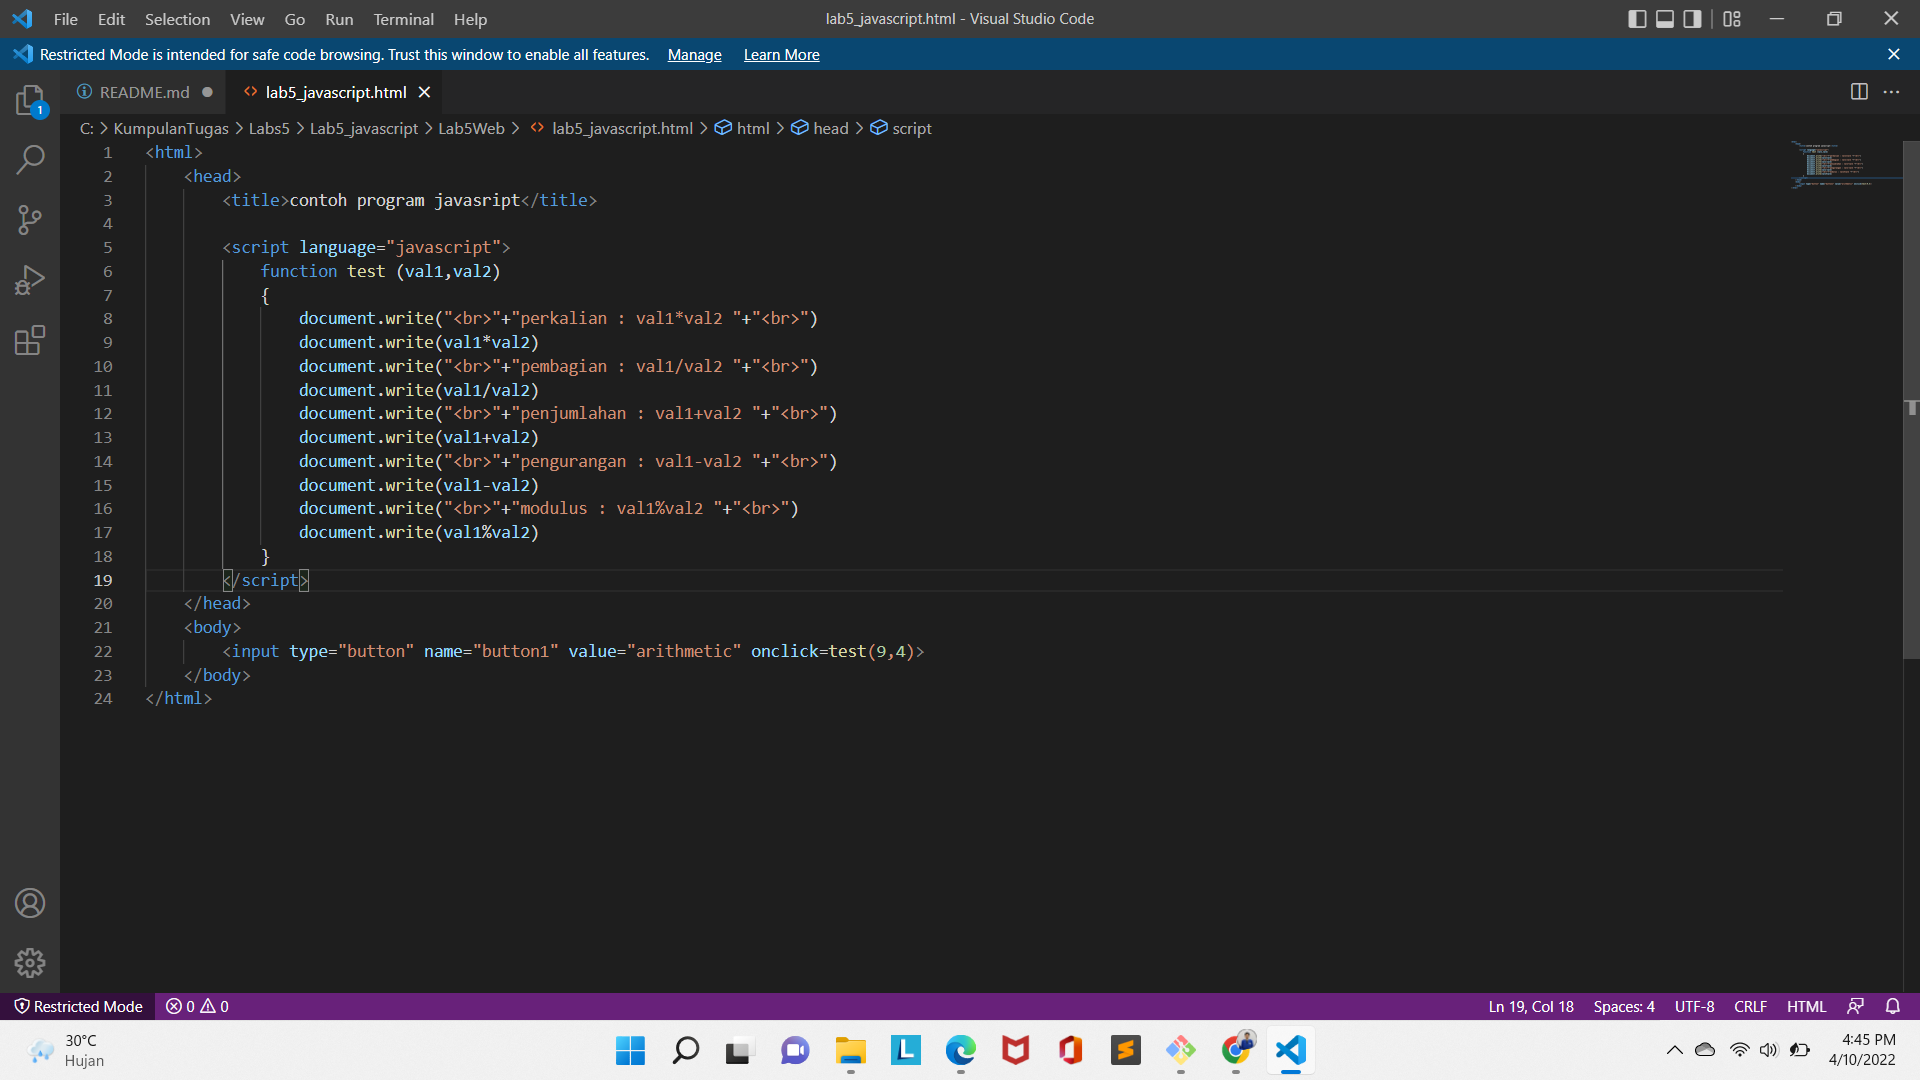 File Edit Selection View Go Run Terminal Help lab5_javascript.html - Visual Studio Code
Restricted Mode is intended for safe code browsing. Trust this window to enable all features. Manage Learn More
README.md lab5_javascript.html
C: > KumpulanTugas > Labs5 > Lab5_javascript > Lab5Web > lab5_javascript.html > html > head > script
1 <html>
2 <head>
3 <title>contoh program javasript</title>
4
5 <script language="javascript">
6 function test (val1,val2)
7 {
8 document.write("<br>"+"perkalian : val1*val2 "+"<br>")
9 document.write(val1*val2)
10 document.write("<br>"+"pembagian : val1/val2 "+"<br>")
11 document.write(val1/val2)
12 document.write("<br>"+"penjumlahan : val1+val2 "+"<br>")
13 document.write(val1+val2)
14 document.write("<br>"+"pengurangan : val1-val2 "+"<br>")
15 document.write(val1-val2)
16 document.write("<br>"+"modulus : val1%val2 "+"<br>")
17 document.write(val1%val2)
18 }
19 </script>
20 </head>
21 <body>
22 <input type="button" name="button1" value="arithmetic" onclick=test(9,4)>
23 </body>
24 </html>
1
Restricted Mode 0 0 Ln 19, Col 18 Spaces: 4 UTF-8 CRLF HTML
30°C
Hujan
L
4:45 PM
4/10/2022